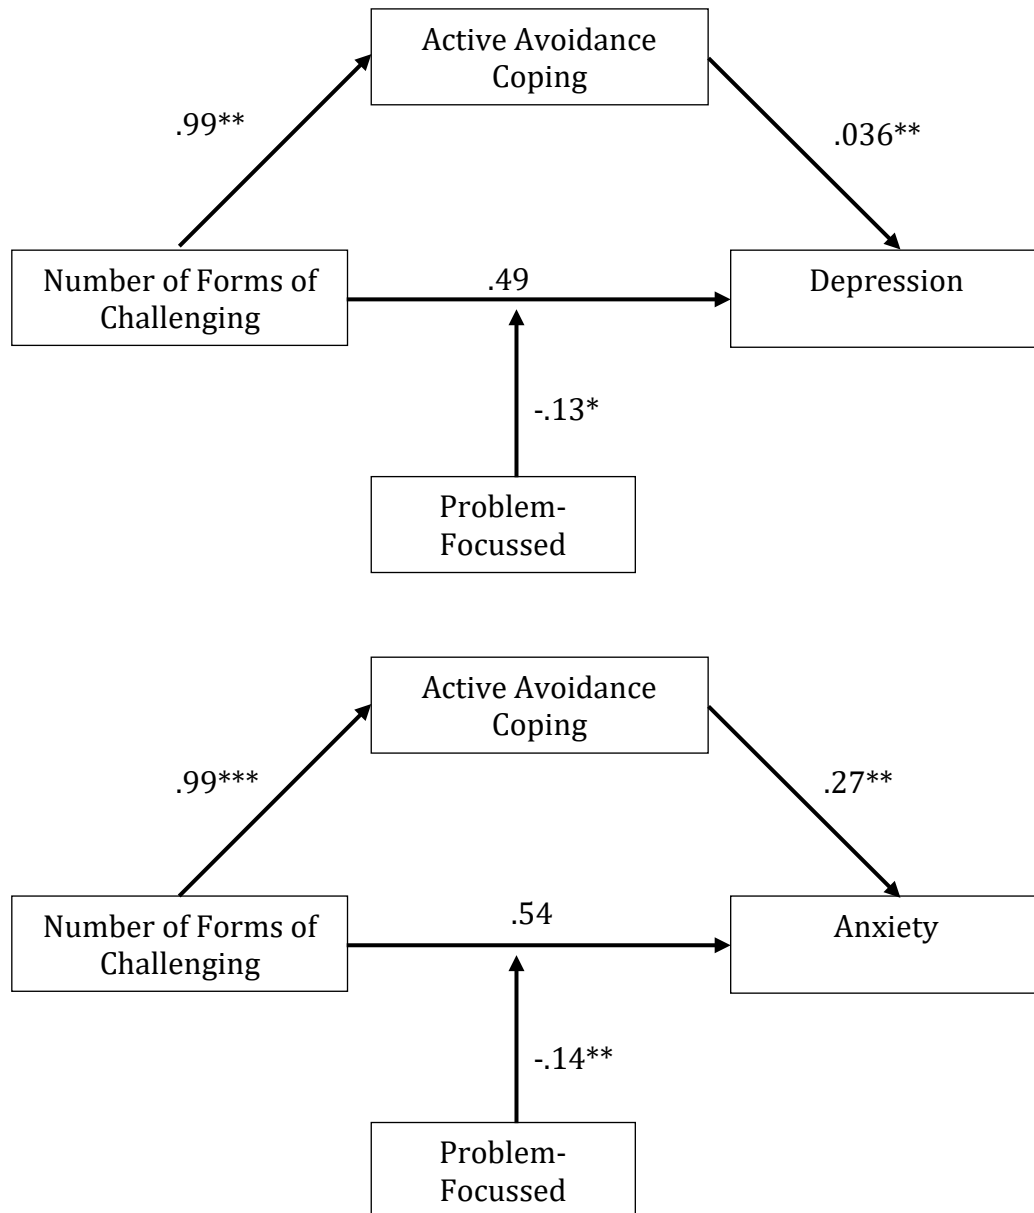 Active Avoidance
Coping
.99**
.036**
Number of Forms of
Challenging
.49
Depression
-.13*
Problem-
Focussed
Active Avoidance
Coping
.99***
.27**
Number of Forms of
Challenging
.54
Anxiety
-.14**
Problem-
Focussed